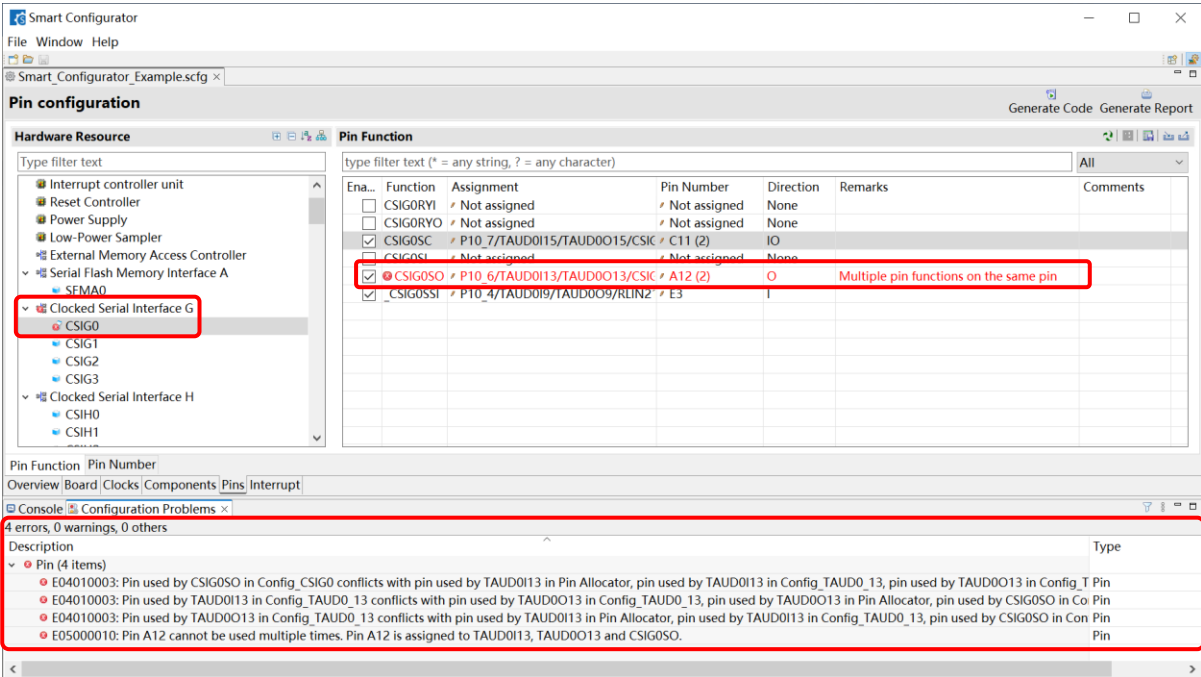 Smart Configurator
File Window Help
Smart_Configurator_Example.scfg
Pin configuration
Generate Code Generate Report
Hardware Resource
Type filter text
Interrupt controller unit
Reset Controller
Power Supply
Low-Power Sampler
External Memory Access Controller
Serial Flash Memory Interface A
SFMA0
Clocked Serial Interface G
CSIG0
CSIG1
CSIG2
CSIG3
Clocked Serial Interface H
CSIH0
CSIH1
Pin Function
type filter text (* = any string, ? = any character)
All
Ena... Function Assignment Pin Number Direction Remarks Comments
CSIG0RYI Not assigned Not assigned None
CSIG0RYO Not assigned Not assigned None
CSIG0SC P10_7/TAUD0I15/TAUD0O15/CSIG C11 (2) IO
CSIG0SI Not assigned Not assigned None
CSIG0SO P10_6/TAUD0I13/TAUD0O13/CSIG A12 (2) O Multiple pin functions on the same pin
_CSIG0SSI P10_4/TAUD0I9/TAUD0O9/RLIN2 E3 I
Pin Function Pin Number
Overview Board Clocks Components Pins Interrupt
Console Configuration Problems
4 errors, 0 warnings, 0 others
Description Type
Pin (4 items)
E04010003: Pin used by CSIG0SO in Config_CSIG0 conflicts with pin used by TAUD0I13 in Pin Allocator, pin used by TAUD0I13 in Config_TAUD0_13, pin used by TAUD0O13 in Config_T Pin
E04010003: Pin used by TAUD0I13 in Config_TAUD0_13 conflicts with pin used by TAUD0O13 in Config_TAUD0_13, pin used by TAUD0O13 in Pin Allocator, pin used by CSIG0SO in Co Pin
E04010003: Pin used by TAUD0O13 in Config_TAUD0_13 conflicts with pin used by TAUD0I13 in Pin Allocator, pin used by TAUD0I13 in Config_TAUD0_13, pin used by CSIG0SO in Con Pin
E05000010: Pin A12 cannot be used multiple times. Pin A12 is assigned to TAUD0I13, TAUD0O13 and CSIG0SO. Pin